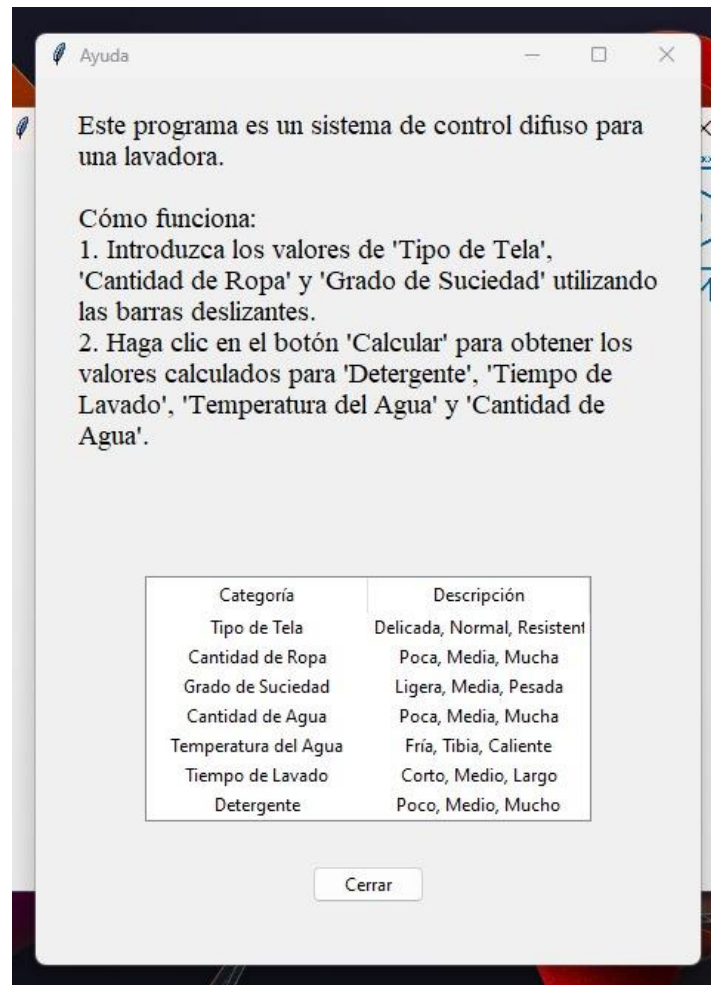 Ayuda
Este programa es un sistema de control difuso para
una lavadora.
Cómo funciona:
1. Introduzca los valores de 'Tipo de Tela',
'Cantidad de Ropa' y 'Grado de Suciedad' utilizando
las barras deslizantes.
2. Haga clic en el botón 'Calcular' para obtener los
valores calculados para 'Detergente', 'Tiempo de
Lavado', 'Temperatura del Agua' y 'Cantidad de
Agua'.
Categoría Descripción
Tipo de Tela Delicada, Normal, Resistent
Cantidad de Ropa Poca, Media, Mucha
Grado de Suciedad Ligera, Media, Pesada
Cantidad de Agua Poca, Media, Mucha
Temperatura del Agua Fría, Tibia, Caliente
Tiempo de Lavado Corto, Medio, Largo
Detergente Poco, Medio, Mucho
Cerrar